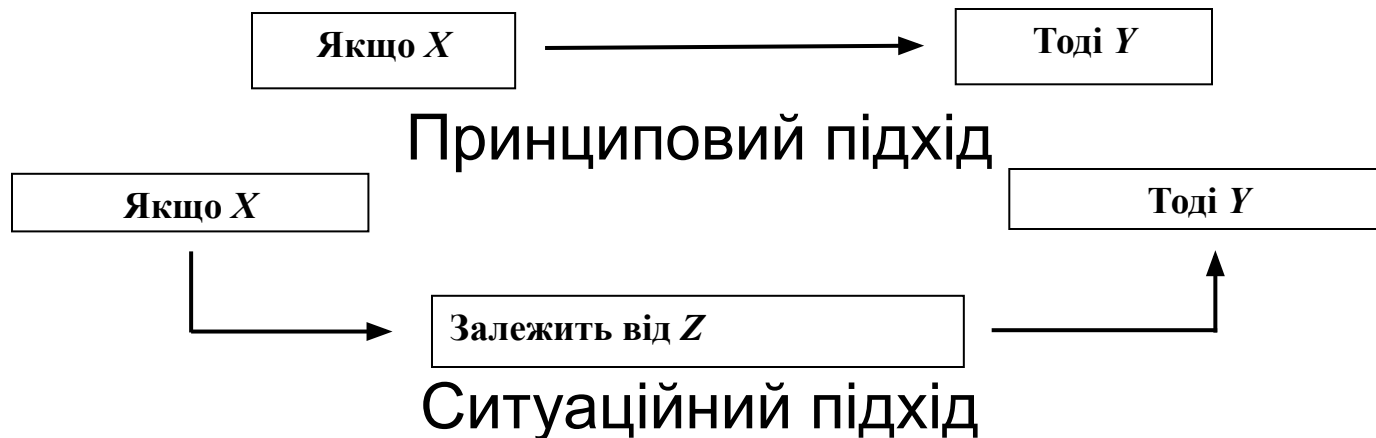 Якщо X
Тоді Y
Принциповий підхід
Якщо X
Тоді Y
Залежить від Z
Ситуаційний підхід